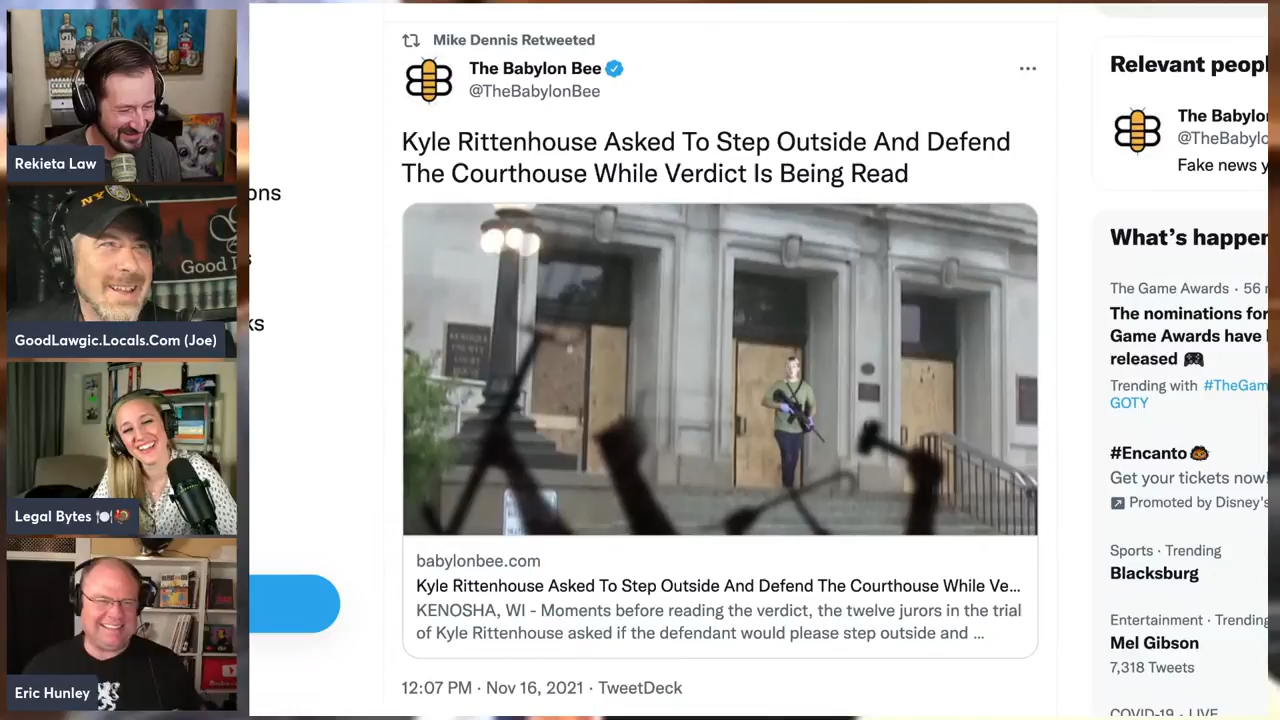 Rekieta Law
NY
Good
GoodLawgic.Locals.Com (Joe)
Legal Bytes 🍽️🦃
Eric Hunley
ons
s
ks
Mike Dennis Retweeted
The Babylon Bee
@TheBabylonBee
Kyle Rittenhouse Asked To Step Outside And Defend
The Courthouse While Verdict Is Being Read
babylonbee.com
Kyle Rittenhouse Asked To Step Outside And Defend The Courthouse While Ve...
KENOSHA, WI - Moments before reading the verdict, the twelve jurors in the trial
of Kyle Rittenhouse asked if the defendant would please step outside and ...
12:07 PM · Nov 16, 2021 · TweetDeck
Relevant peopl
The Babylo
@TheBabylo
Fake news y
What's happen
The Game Awards · 56 m
The nominations for
Game Awards have
released 🎮
Trending with #TheGam
GOTY
#Encanto
Get your tickets now!
Promoted by Disney's
Sports · Trending
Blacksburg
Entertainment · Trending
Mel Gibson
7,318 Tweets
COVID-19 · LIVE